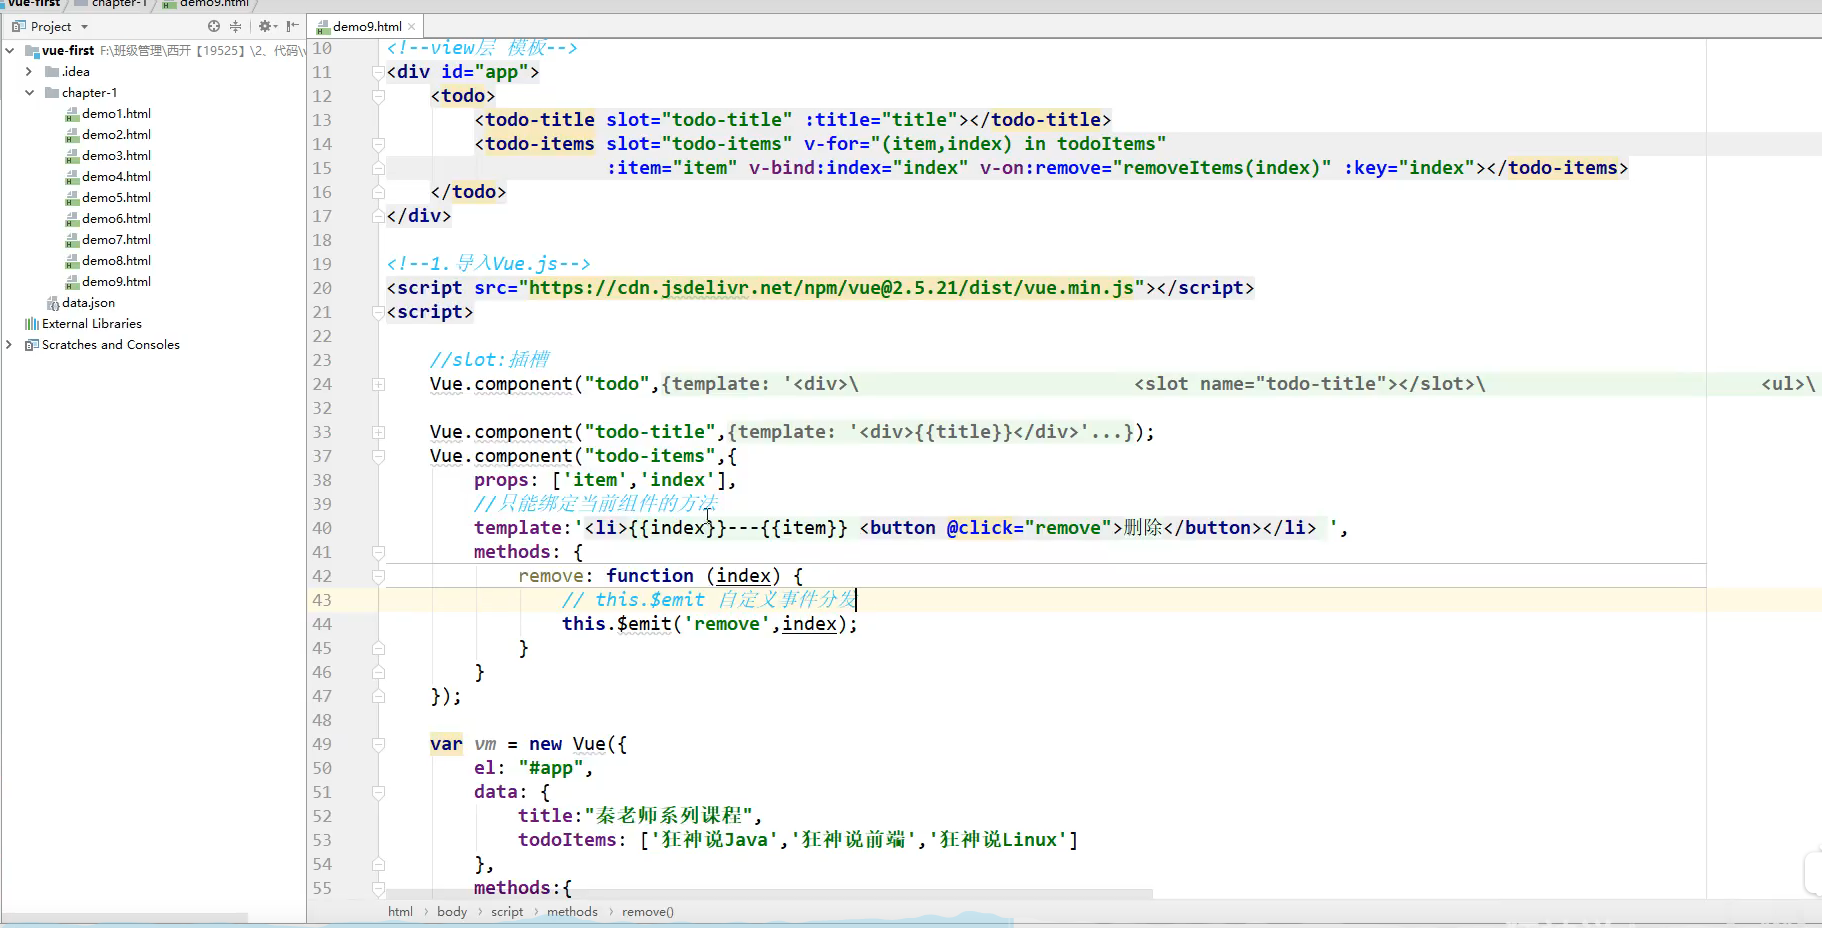 vue-first
chapter-1
demo9.html
Project
demo9.html
vue-first F:\班级管理\西开【19525】\2、代码\
.idea
chapter-1
demo1.html
demo2.html
demo3.html
demo4.html
demo5.html
demo6.html
demo7.html
demo8.html
demo9.html
data.json
External Libraries
Scratches and Consoles
10 <!--view层 模板-->
11 <div id="app">
12 <todo>
13 <todo-title slot="todo-title" :title="title"></todo-title>
14 <todo-items slot="todo-items" v-for="(item,index) in todoItems"
15 :item="item" v-bind:index="index" v-on:remove="removeItems(index)" :key="index"></todo-items>
16 </todo>
17 </div>
18
19 <!--1.导入Vue.js-->
20 <script src="https://cdn.jsdelivr.net/npm/vue@2.5.21/dist/vue.min.js"></script>
21 <script>
22
23 //slot:插槽
24 Vue.component("todo",{template: '<div>\ <slot name="todo-title"></slot>\ <ul>\
32
33 Vue.component("todo-title",{template: '<div>{{title}}</div>'...});
37 Vue.component("todo-items",{
38 props: ['item','index'],
39 //只能绑定当前组件的方法
40 template:'<li>{{index}}---{{item}} <button @click="remove">删除</button></li> ',
41 methods: {
42 remove: function (index) {
43 // this.$emit 自定义事件分发
44 this.$emit('remove',index);
45 }
46 }
47 });
48
49 var vm = new Vue({
50 el: "#app",
51 data: {
52 title:"秦老师系列课程",
53 todoItems: ['狂神说Java','狂神说前端','狂神说Linux']
54 },
55 methods:{
html › body › script › methods › remove()